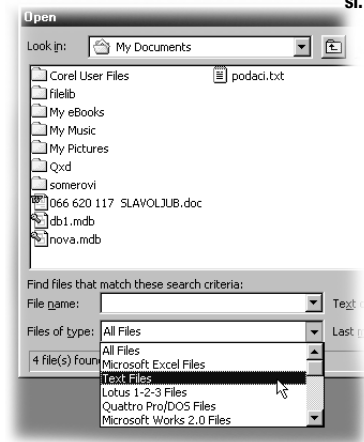 sl.
Open
Look in: My Documents
Corel User Files podaci.txt
filelib
My eBooks
My Music
My Pictures
Qxd
somerovi
066 620 117 SLAVOLJUB.doc
db1.mdb
nova.mdb
Find files that match these search criteria:
File name:
Files of type: All Files Last
4 file(s)
All Files
Microsoft Excel Files
Text Files
Lotus 1-2-3 Files
Quattro Pro/DOS Files
Microsoft Works 2.0 Files